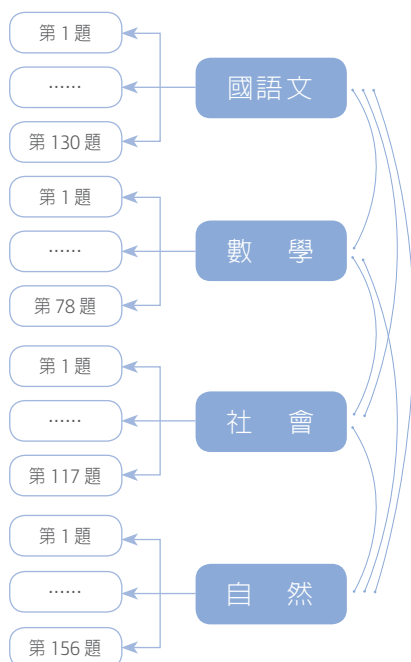 第 1 題
……
國語文
第 130 題
第 1 題
……
數 學
第 78 題
第 1 題
……
社 會
第 117 題
第 1 題
……
自 然
第 156 題